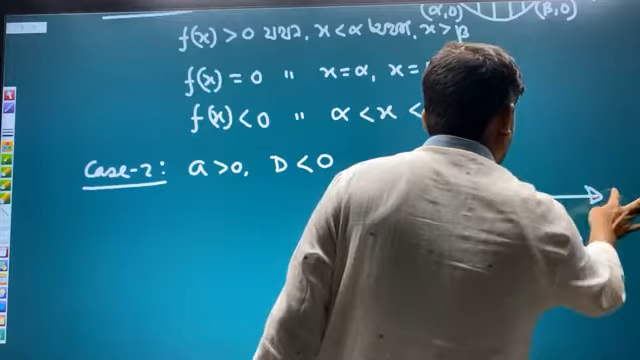 (α,0) (β,0)
f(x) > 0 যখন, x < α অথবা, x > β
f(x) = 0 " x = α, x =
f(x) < 0 " α < x <
Case-2: a > 0, D < 0